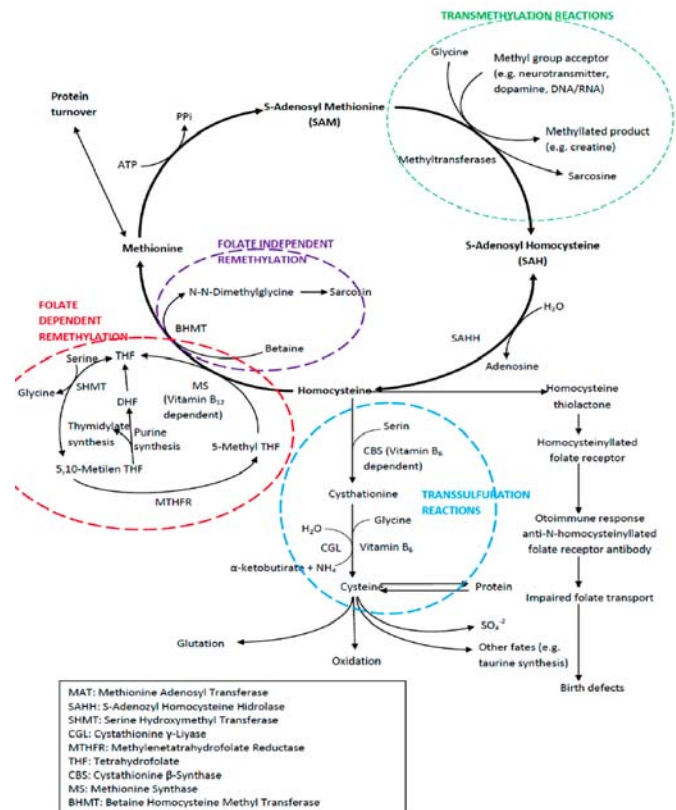 TRANSMETHYLATION REACTIONS
Glycine
Methyl group acceptor
(e.g. neurotransmitter,
dopamine, DNA/RNA)
Methyllated product
(e.g. creatine)
Methyltransferases
Sarcosine
S-Adenosyl Methionine
(SAM)
PPi
ATP
Protein
turnover
Methionine
S-Adenosyl Homocysteine
(SAH)
FOLATE INDEPENDENT
REMETHYLATION
N-N-Dimethylglycine
Sarcosin
BHMT
Betaine
H₂O
SAHH
Adenosine
FOLATE
DEPENDENT
REMETHYLATION
Serine
THF
Glycine
SHMT
MS
(Vitamin B₁₂
dependent)
DHF
Thymidylate
synthesis
Purine
synthesis
5-Methyl THF
5,10-Metilen THF
MTHFR
Homocysteine
Serin
CBS (Vitamin B₆
dependent)
Cysthationine
TRANSSULFURATION
REACTIONS
H₂O
Glycine
CGL
Vitamin B₆
α-ketobutirate + NH₄
Cysteine
Protein
Glutation
Oxidation
SO₄⁻²
Other fates (e.g.
taurine synthesis)
Homocysteine
thiolactone
Homocysteinyllated
folate receptor
Otoimmune response
anti-N-homocysteinyllated
folate receptor antibody
Impaired folate transport
Birth defects
MAT: Methionine Adenosyl Transferase
SAHH: S-Adenozyl Homocysteine Hidrolase
SHMT: Serine Hydroxymethyl Transferase
CGL: Cystathionine γ-Liyase
MTHFR: Methylenetatrahydrofolate Reductase
THF: Tetrahydrofolate
CBS: Cystathionine β-Synthase
MS: Methionine Synthase
BHMT: Betaine Homocysteine Methyl Transferase